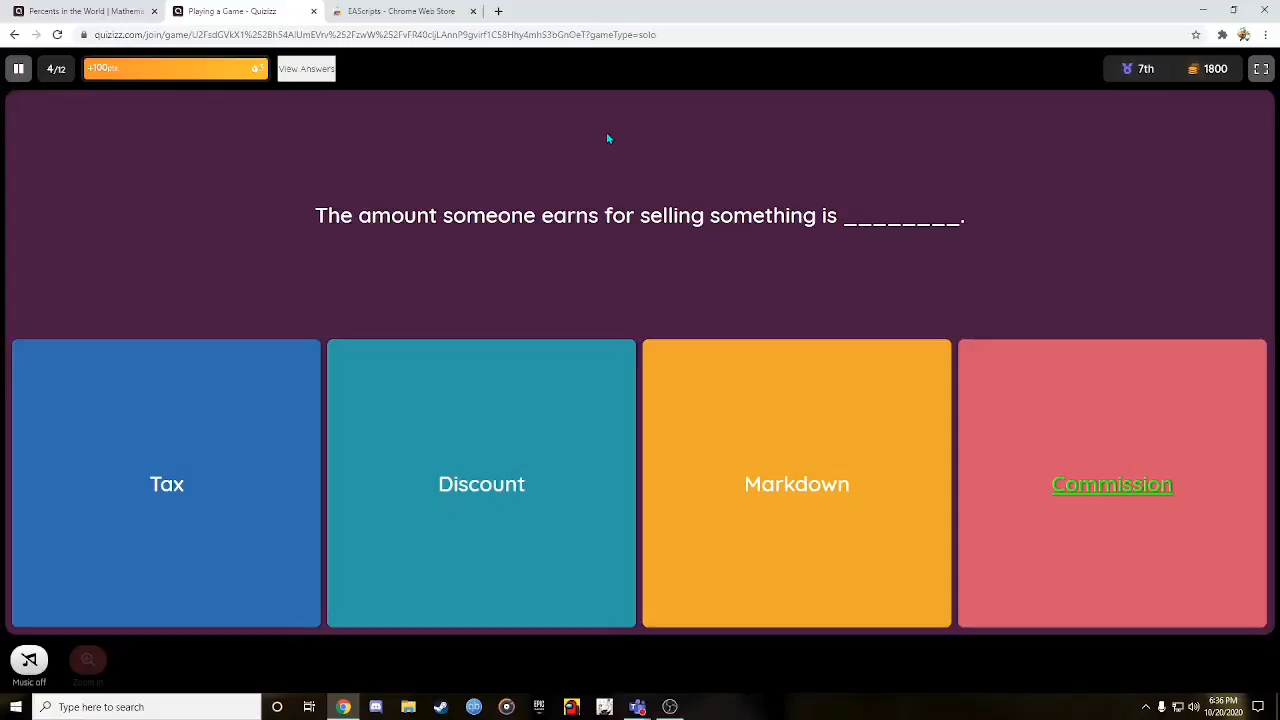 Percents in the World | Mathema
Playing a Game - Quizizz
EAScripts - Chrome Web Store
4/12
+100pts
View Answers
7th
1800
The amount someone earns for selling something is ________.
Tax
Discount
Markdown
Commission
Music off
Zoom in
Type here to search
6:36 PM
10/20/2020